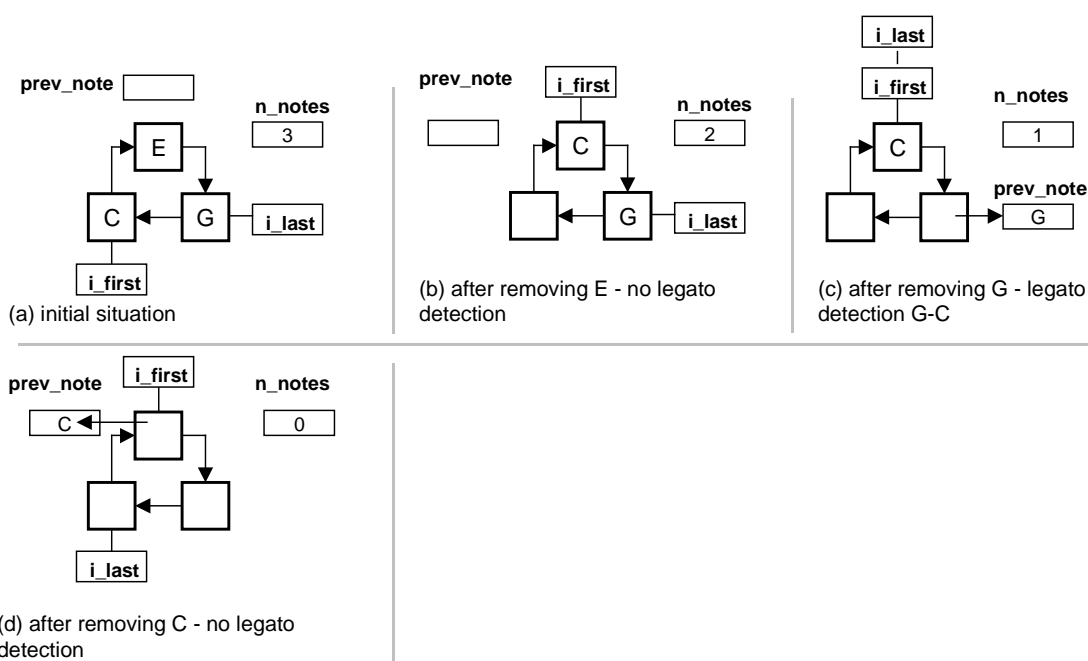 prev_note
n_notes
3
E
C
G
i_last
i_first
(a) initial situation
prev_note
i_first
n_notes
2
C
G
i_last
(b) after removing E - no legato
detection
i_last
i_first
n_notes
1
C
prev_note
G
(c) after removing G - legato
detection G-C
prev_note
i_first
n_notes
C
0
i_last
(d) after removing C - no legato
detection